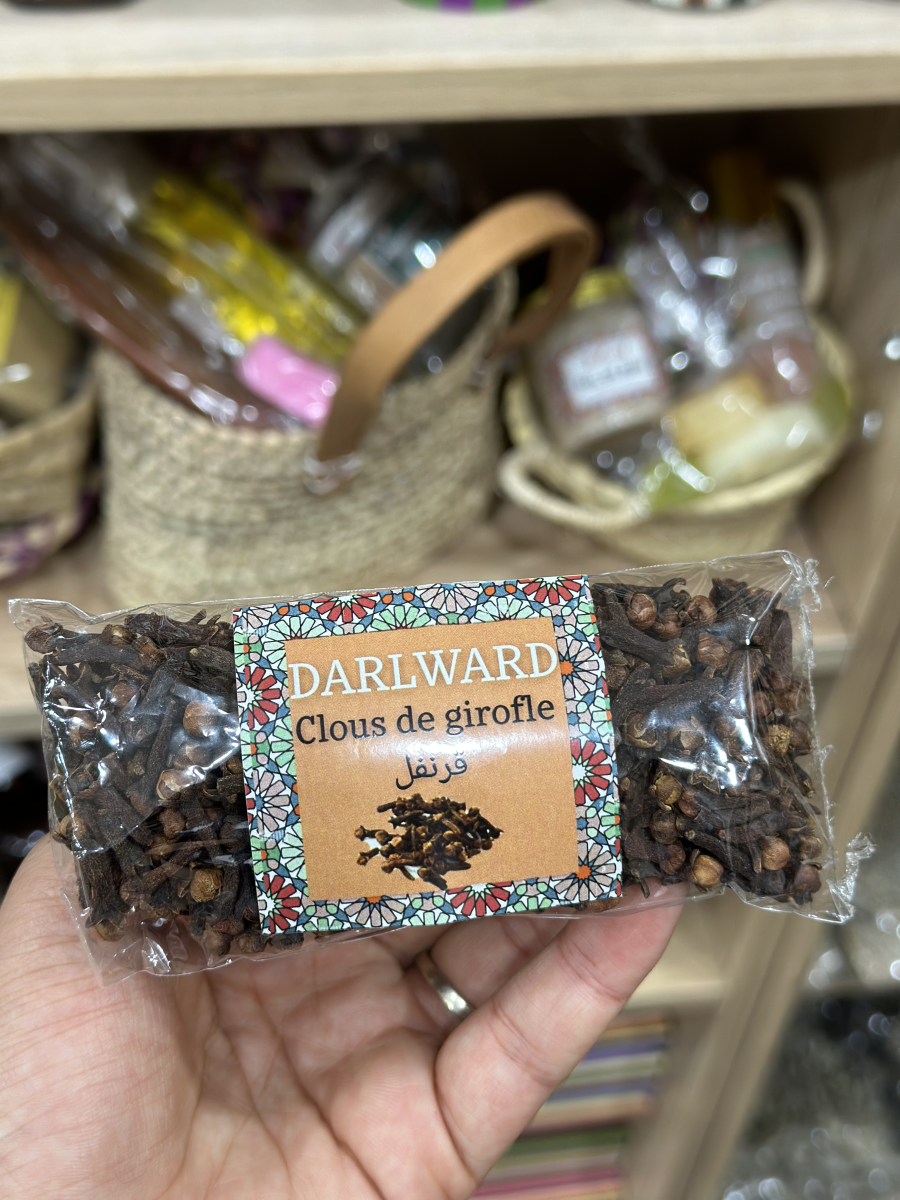 DARLWARD
Clous de girofle
قرنفل